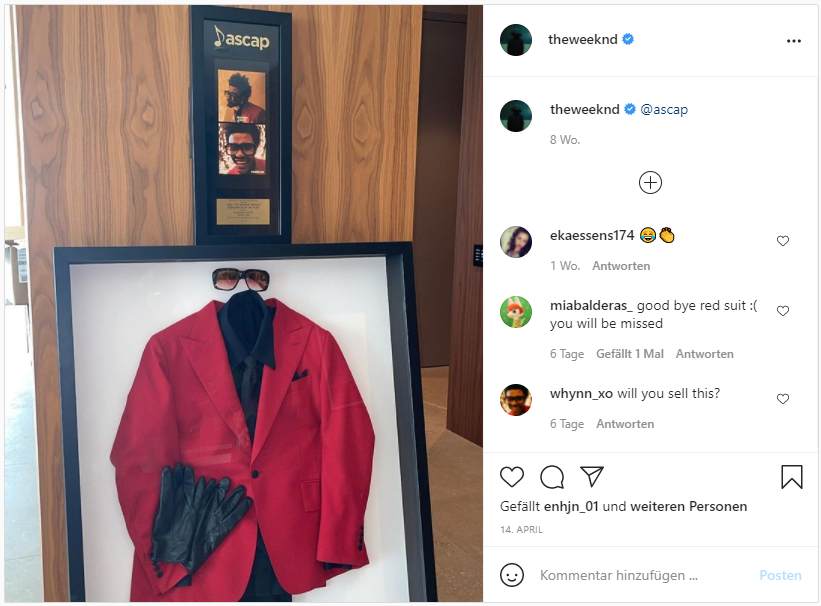 ascap
theweeknd
theweeknd @ascap
8 Wo.
ekaessens174 😂👏
1 Wo. Antworten
miabalderas_ good bye red suit :(
you will be missed
6 Tage Gefällt 1 Mal Antworten
whynn_xo will you sell this?
6 Tage Antworten
Gefällt enhjn_01 und weiteren Personen
14. APRIL
Kommentar hinzufügen ...
Posten